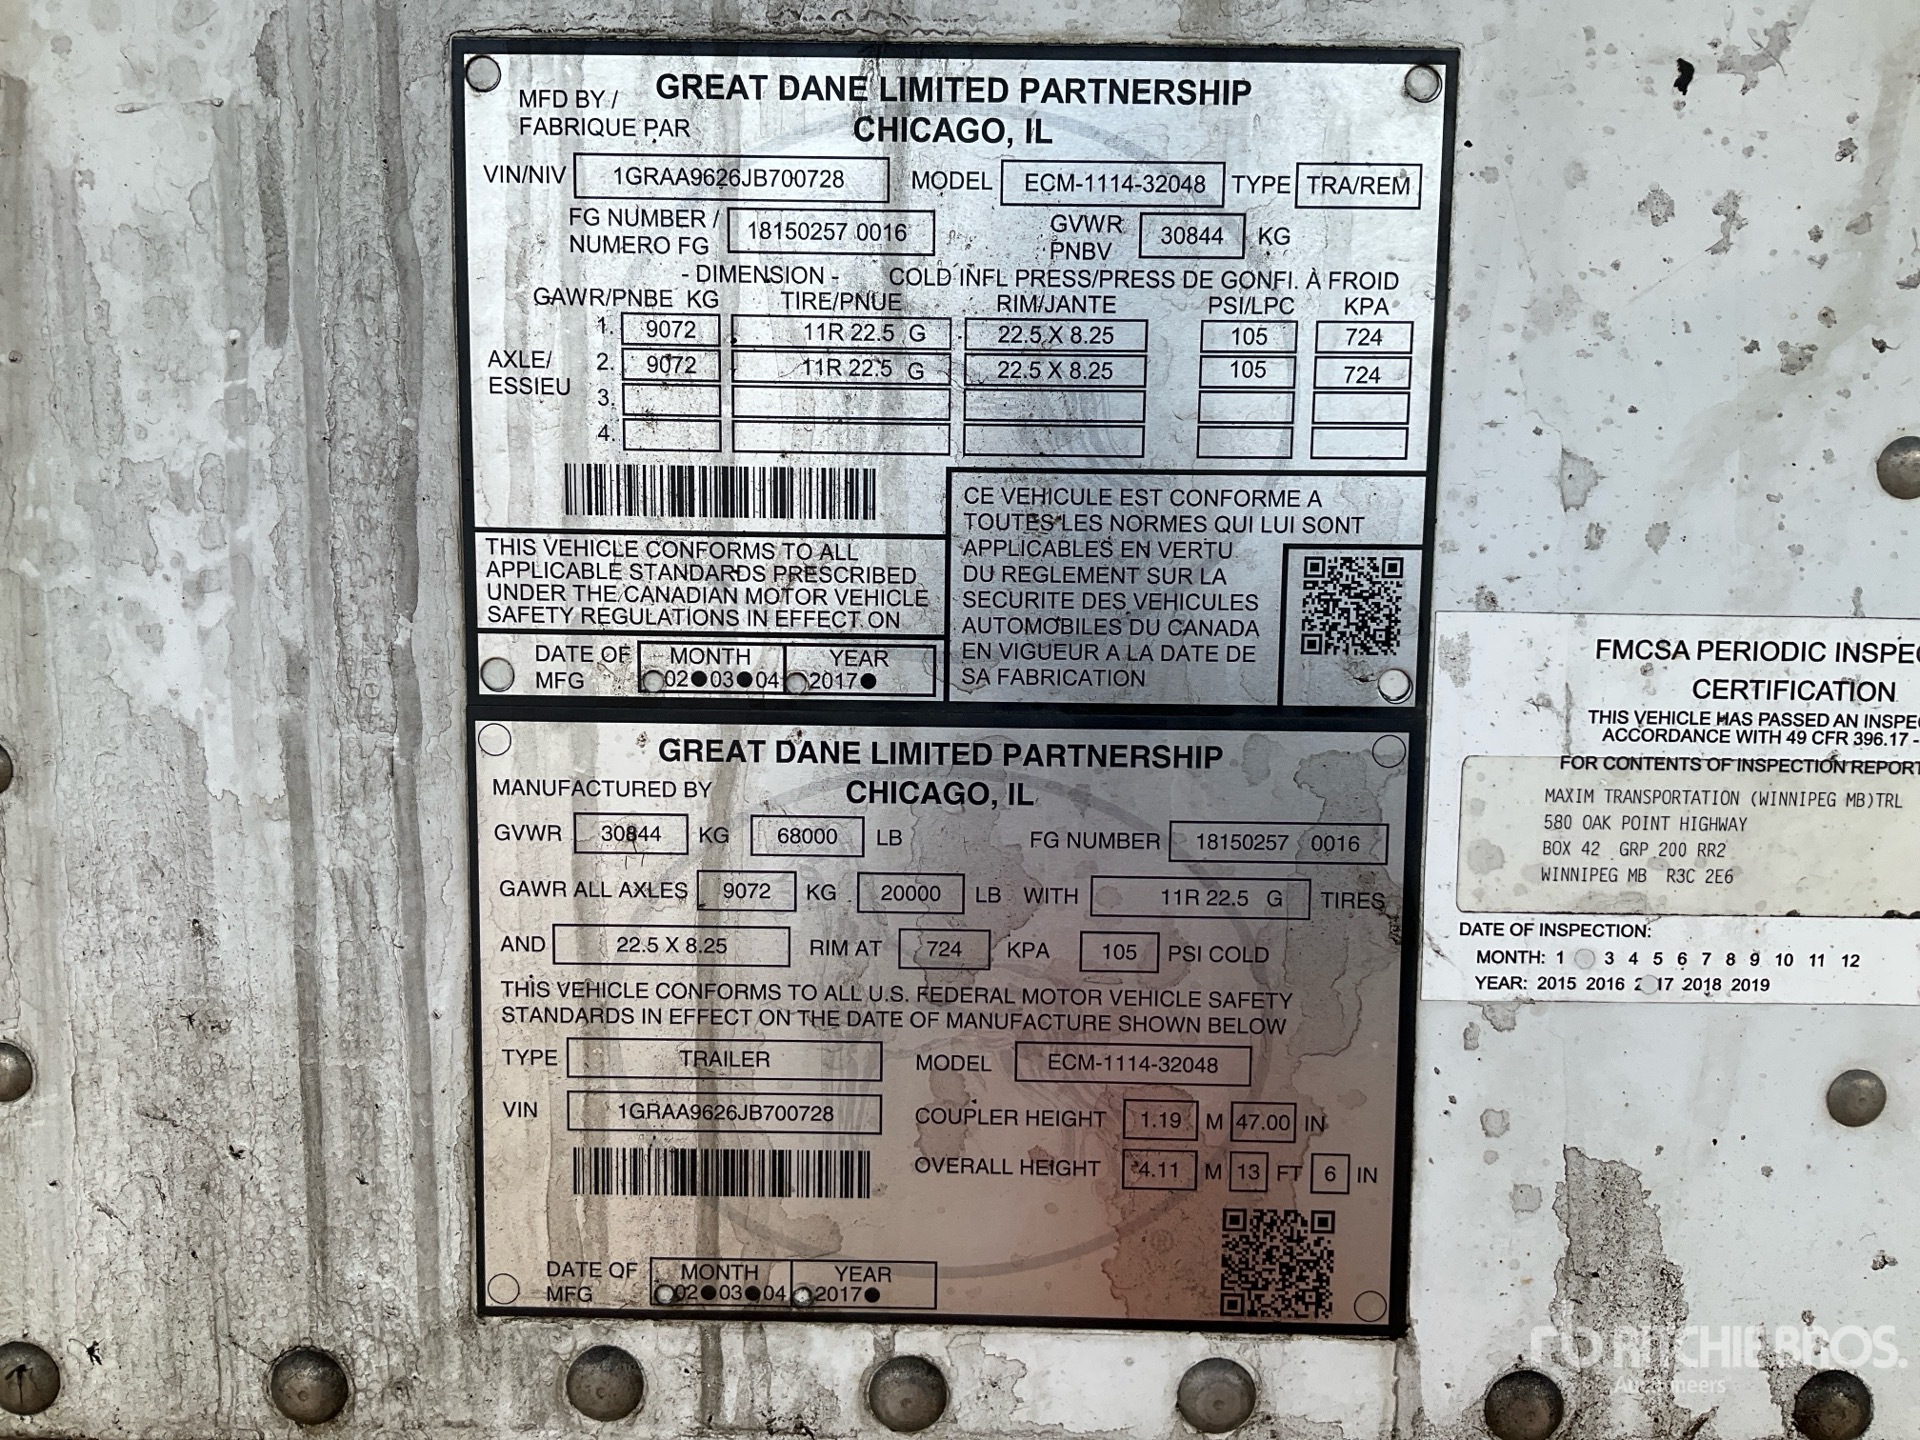 MFD BY / GREAT DANE LIMITED PARTNERSHIP
FABRIQUE PAR CHICAGO, IL
VIN/NIV 1GRAA9626JB700728 MODEL ECM-1114-32048 TYPE TRA/REM
FG NUMBER / NUMERO FG 18150257 0016 GVWR PNBV 30844 KG
- DIMENSION - COLD INFL PRESS/PRESS DE GONFI. À FROID
GAWR/PNBE KG TIRE/PNUE RIM/JANTE PSI/LPC KPA
AXLE/ ESSIEU
1. 9072 11R 22.5 G 22.5 X 8.25 105 724
2. 9072 11R 22.5 G 22.5 X 8.25 105 724
3.
4.
THIS VEHICLE CONFORMS TO ALL
APPLICABLE STANDARDS PRESCRIBED
UNDER THE CANADIAN MOTOR VEHICLE
SAFETY REGULATIONS IN EFFECT ON
DATE OF MFG MONTH YEAR
02●03●04 2017●
CE VEHICULE EST CONFORME A
TOUTES LES NORMES QUI LUI SONT
APPLICABLES EN VERTU
DU REGLEMENT SUR LA
SECURITE DES VEHICULES
AUTOMOBILES DU CANADA
EN VIGUEUR A LA DATE DE
SA FABRICATION
GREAT DANE LIMITED PARTNERSHIP
MANUFACTURED BY CHICAGO, IL
GVWR 30844 KG 68000 LB FG NUMBER 18150257 0016
GAWR ALL AXLES 9072 KG 20000 LB WITH 11R 22.5 G TIRES
AND 22.5 X 8.25 RIM AT 724 KPA 105 PSI COLD
THIS VEHICLE CONFORMS TO ALL U.S. FEDERAL MOTOR VEHICLE SAFETY
STANDARDS IN EFFECT ON THE DATE OF MANUFACTURE SHOWN BELOW
TYPE TRAILER MODEL ECM-1114-32048
VIN 1GRAA9626JB700728 COUPLER HEIGHT 1.19 M 47.00 IN
OVERALL HEIGHT 4.11 M 13 FT 6 IN
DATE OF MFG MONTH YEAR
02●03●04 2017●
FMCSA PERIODIC INSPEC
CERTIFICATION
THIS VEHICLE HAS PASSED AN INSPE
ACCORDANCE WITH 49 CFR 396.17 -
FOR CONTENTS OF INSPECTION REPORT
MAXIM TRANSPORTATION (WINNIPEG MB)TRL
580 OAK POINT HIGHWAY
BOX 42 GRP 200 RR2
WINNIPEG MB R3C 2E6
DATE OF INSPECTION:
MONTH: 1 3 4 5 6 7 8 9 10 11 12
YEAR: 2015 2016 2 17 2018 2019
RITCHIE BROS.
Auctioneers